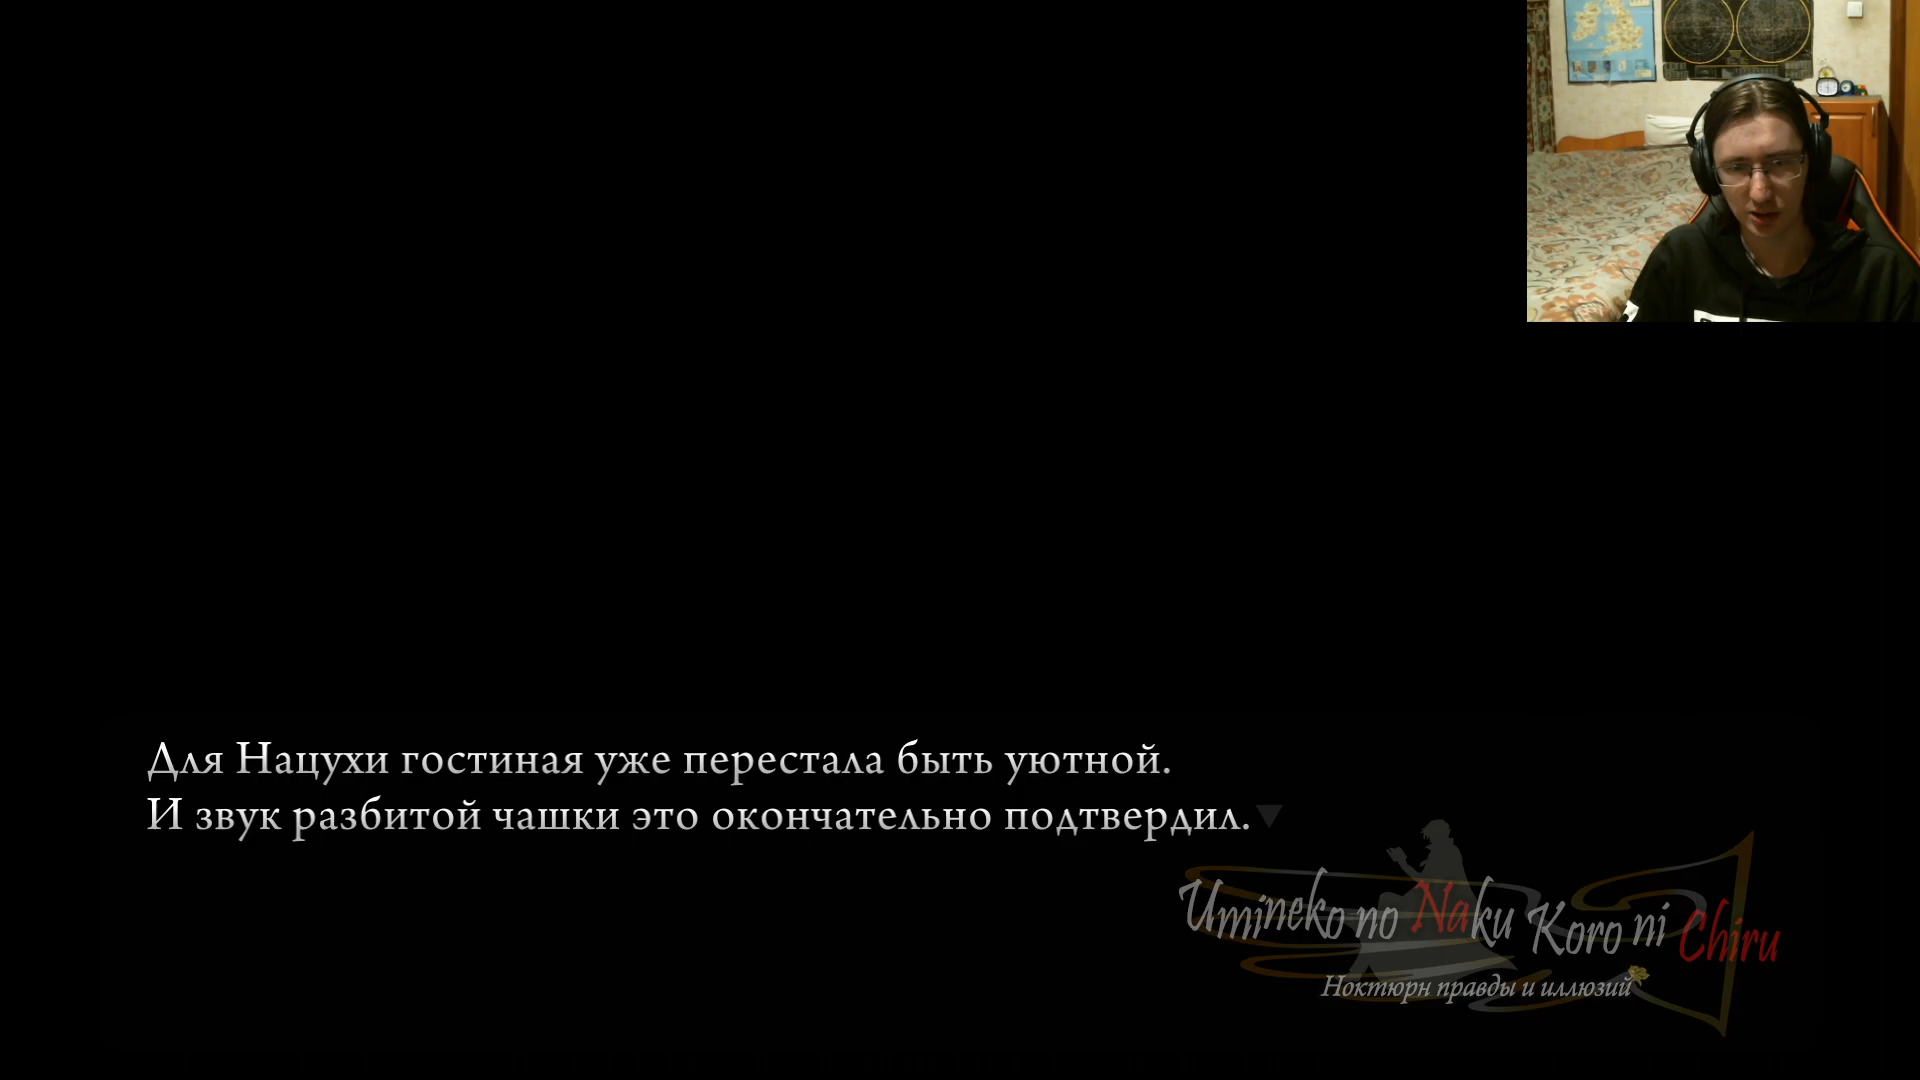 Для Нацухи гостиная уже перестала быть уютной.
И звук разбитой чашки это окончательно подтвердил.
Umineko no Naku Koro ni Chiru
Ноктюрн правды и иллюзий